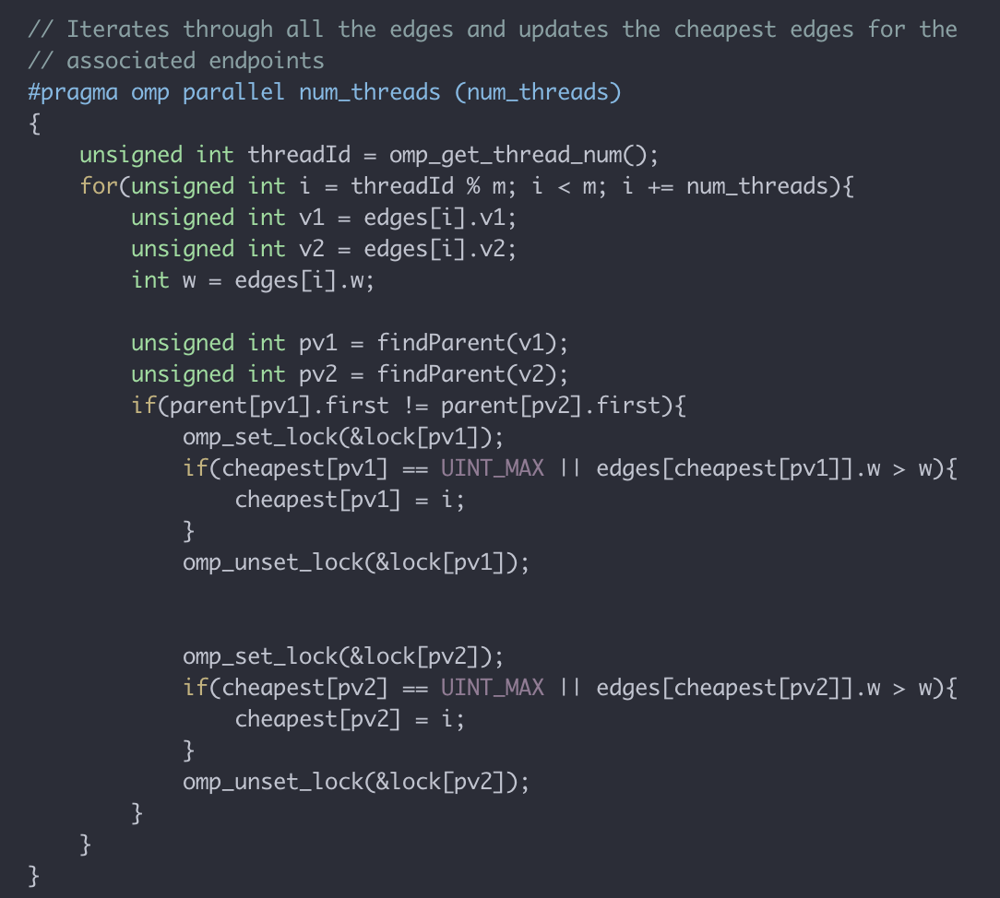 // Iterates through all the edges and updates the cheapest edges for the
// associated endpoints
#pragma omp parallel num_threads (num_threads)
{
    unsigned int threadId = omp_get_thread_num();
    for(unsigned int i = threadId % m; i < m; i += num_threads){
        unsigned int v1 = edges[i].v1;
        unsigned int v2 = edges[i].v2;
        int w = edges[i].w;

        unsigned int pv1 = findParent(v1);
        unsigned int pv2 = findParent(v2);
        if(parent[pv1].first != parent[pv2].first){
            omp_set_lock(&lock[pv1]);
            if(cheapest[pv1] == UINT_MAX || edges[cheapest[pv1]].w > w){
                cheapest[pv1] = i;
            }
            omp_unset_lock(&lock[pv1]);


            omp_set_lock(&lock[pv2]);
            if(cheapest[pv2] == UINT_MAX || edges[cheapest[pv2]].w > w){
                cheapest[pv2] = i;
            }
            omp_unset_lock(&lock[pv2]);
        }
    }
}